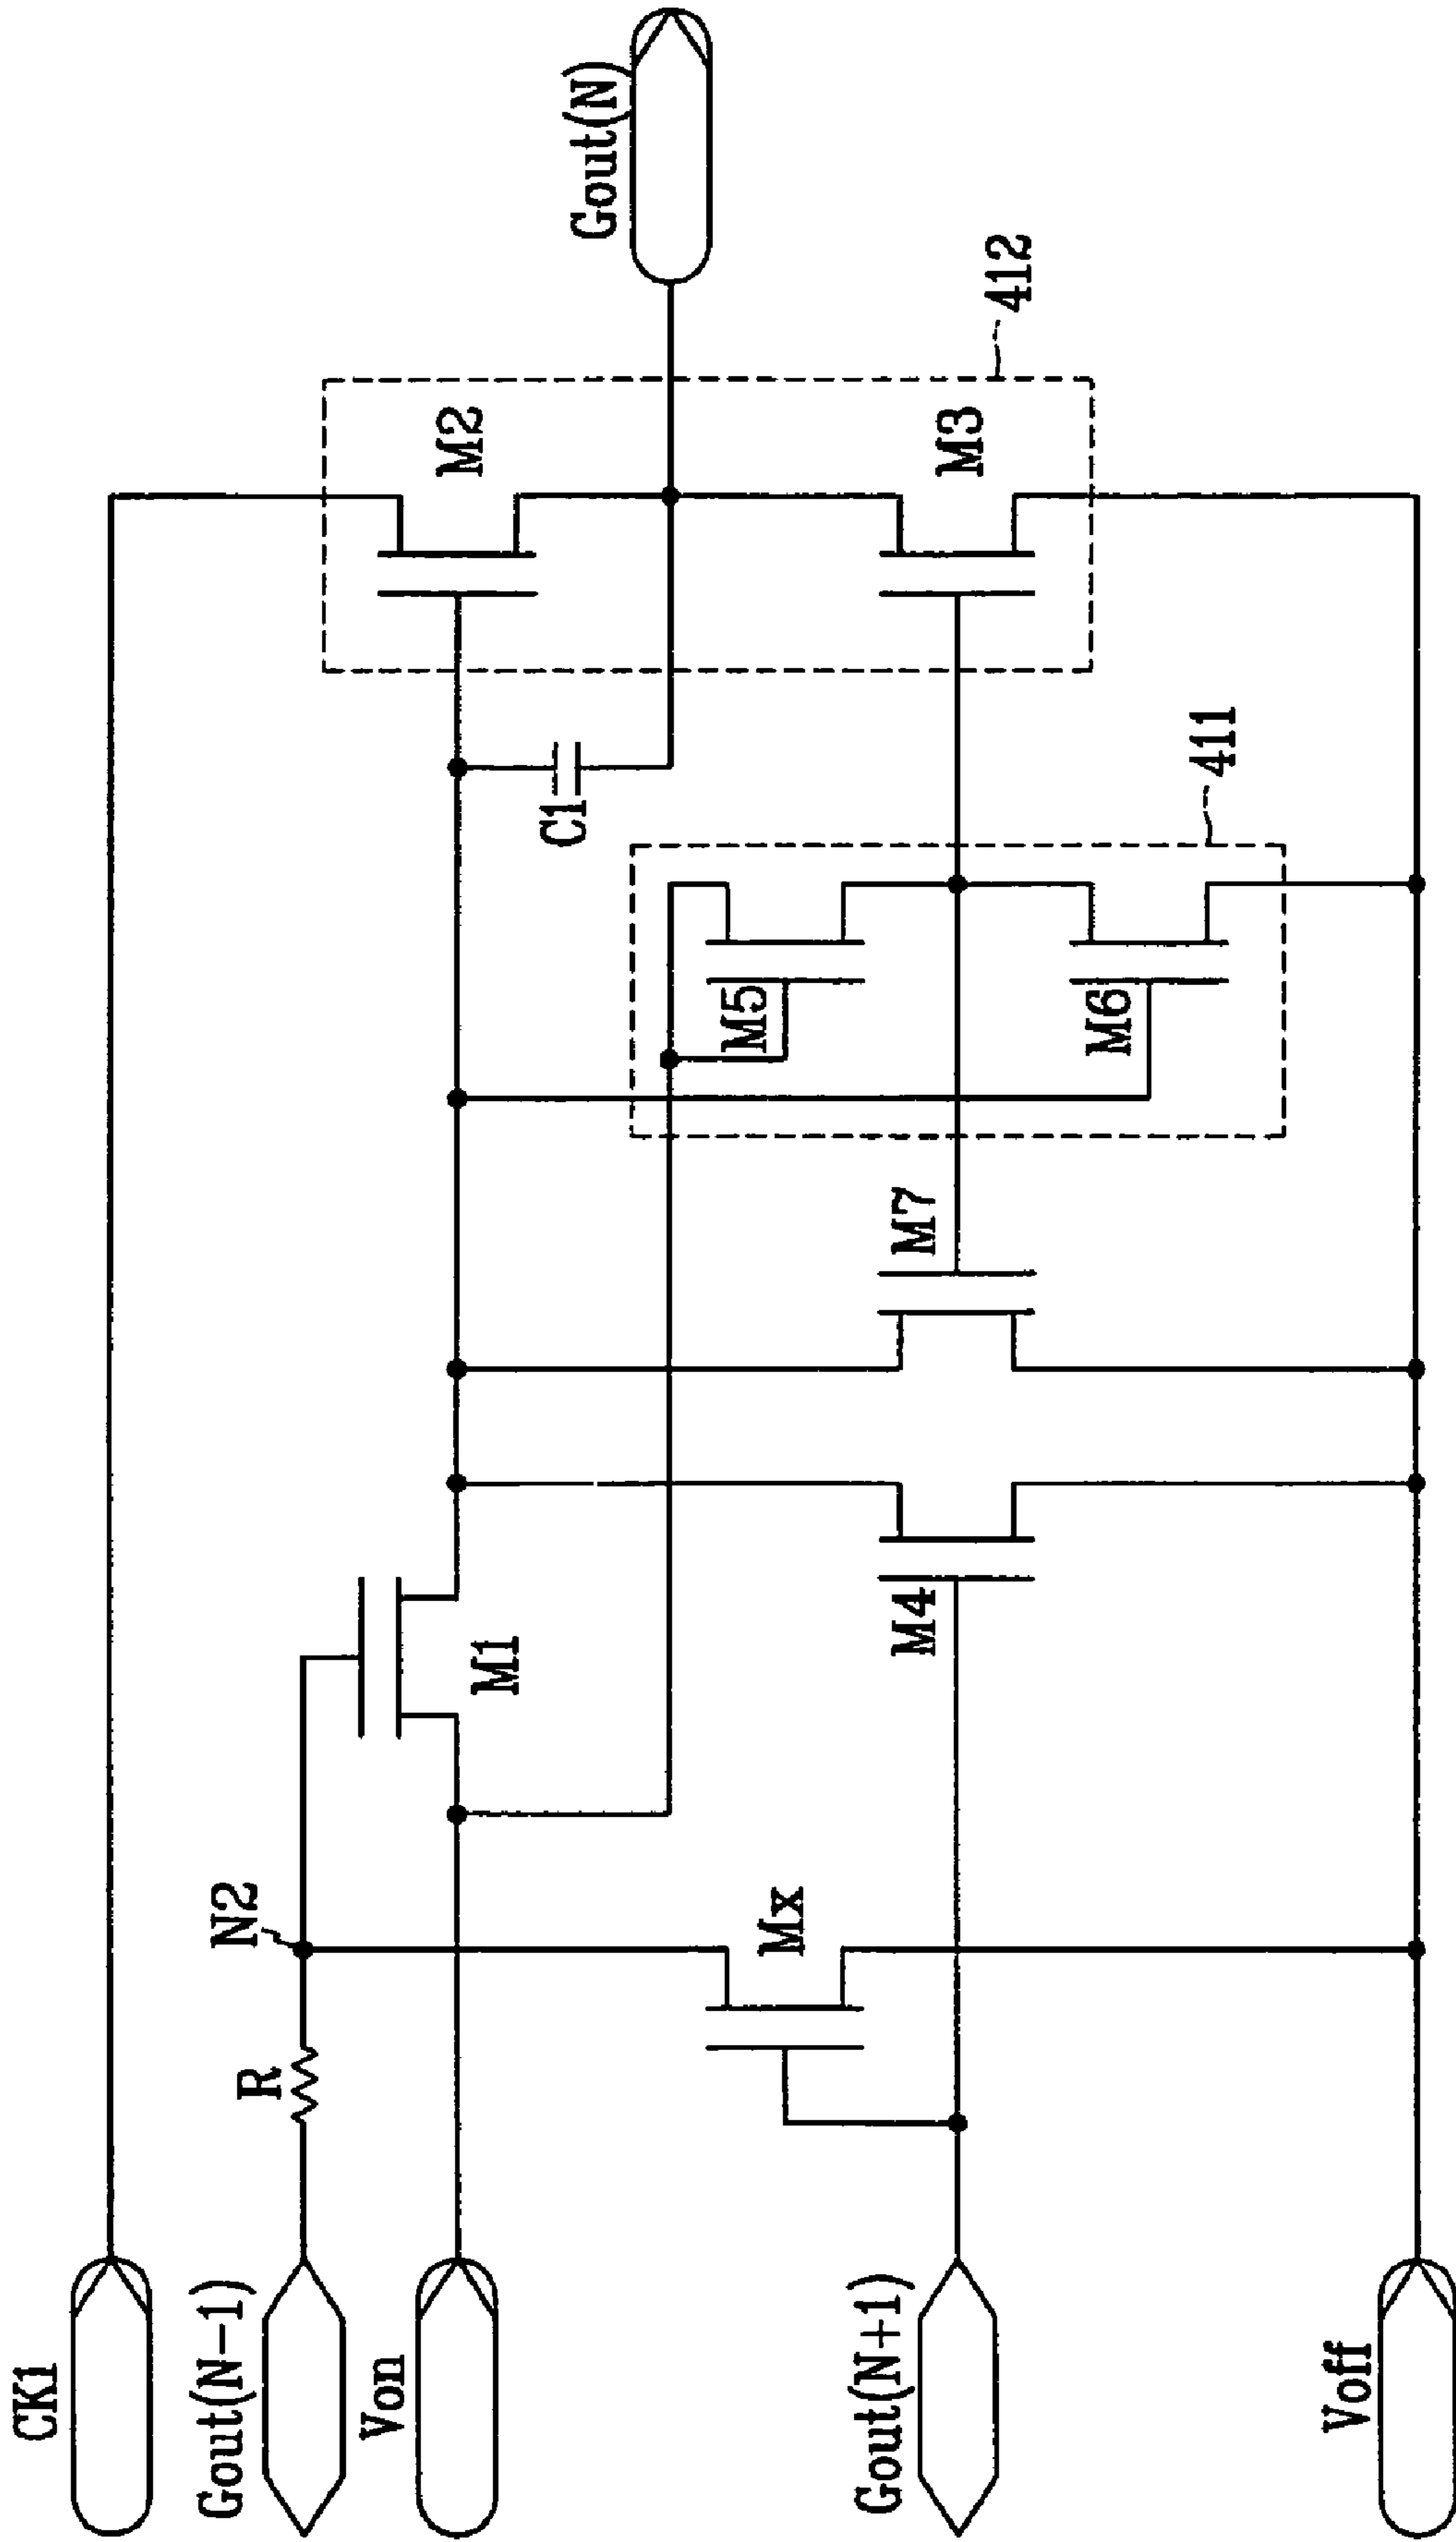 CK1
Gout(N-1)
Von
Gout(N+1)
Voff
R
N2
Mx
M1
M4
M7
M5
M6
411
C1
M2
M3
412
Gout(N)